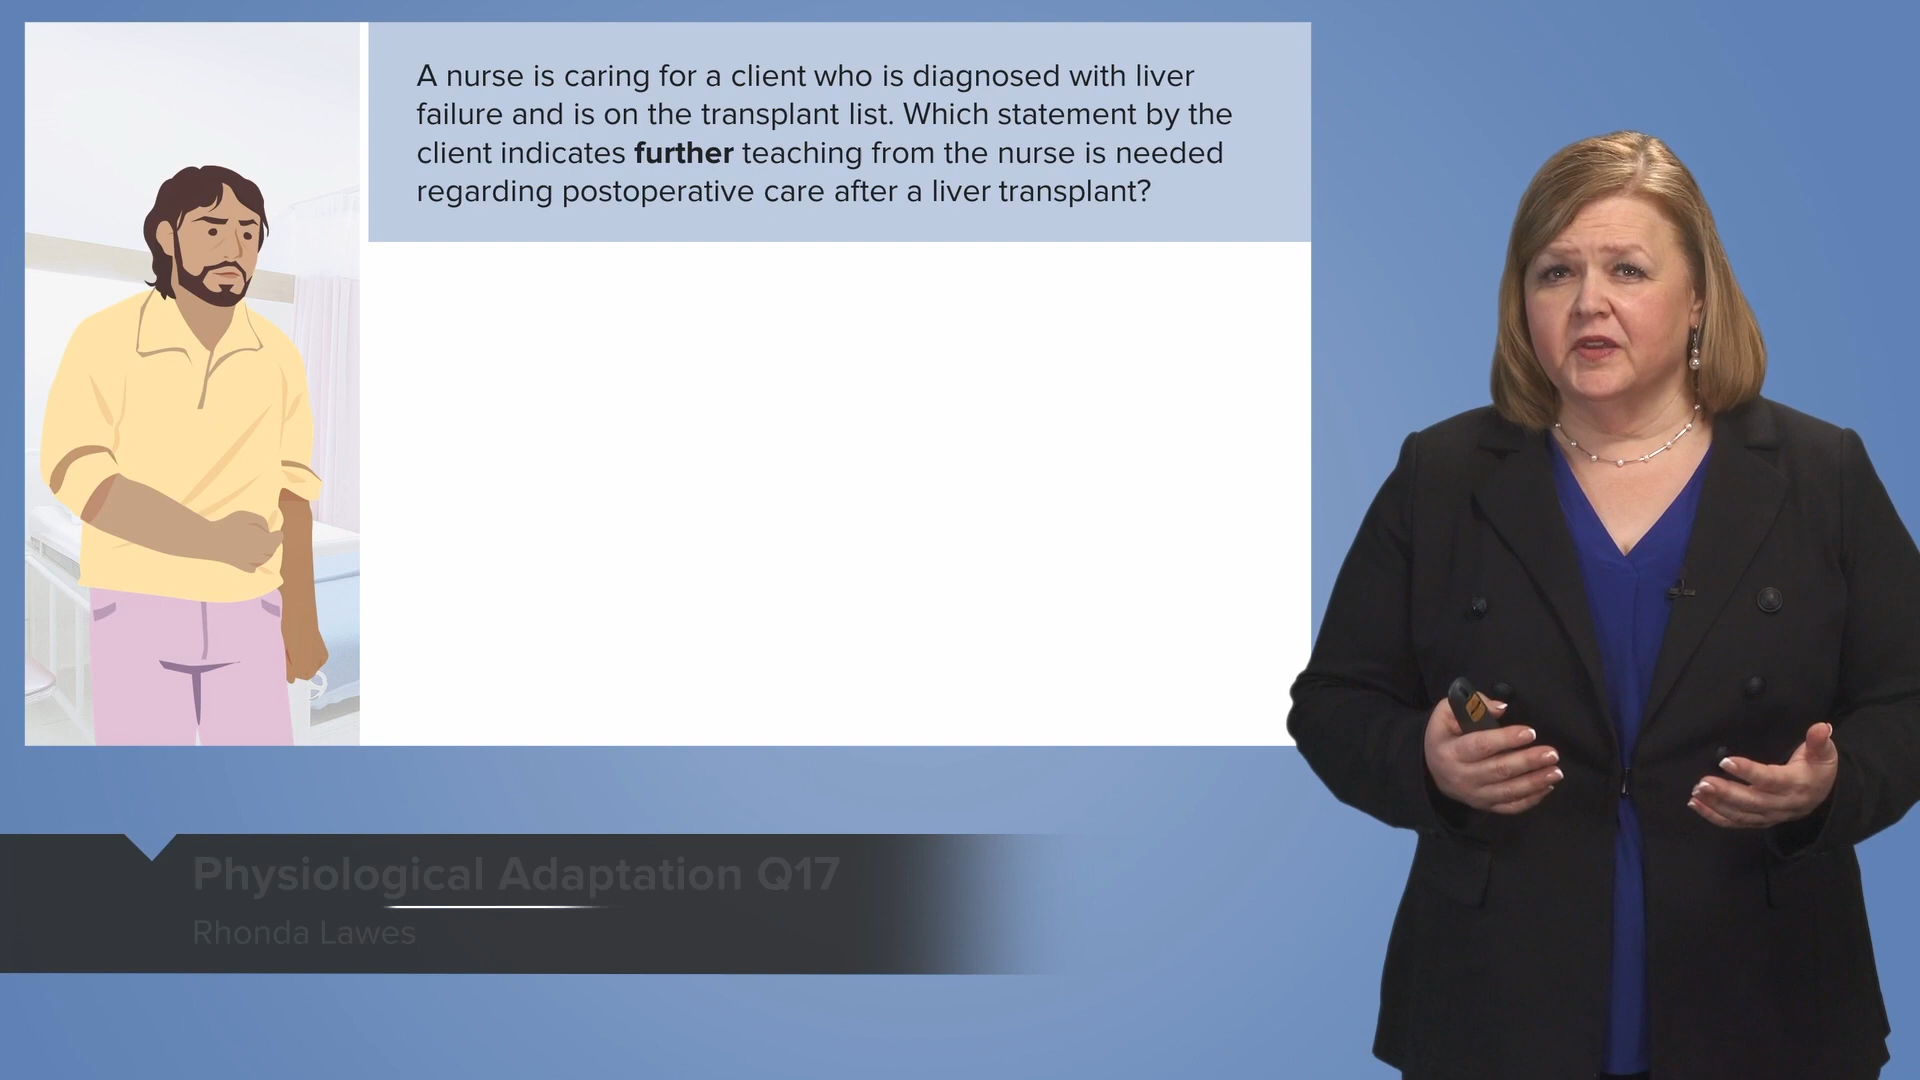 A nurse is caring for a client who is diagnosed with liver
failure and is on the transplant list. Which statement by the
client indicates further teaching from the nurse is needed
regarding postoperative care after a liver transplant?
Physiological Adaptation Q17
Rhonda Lawes